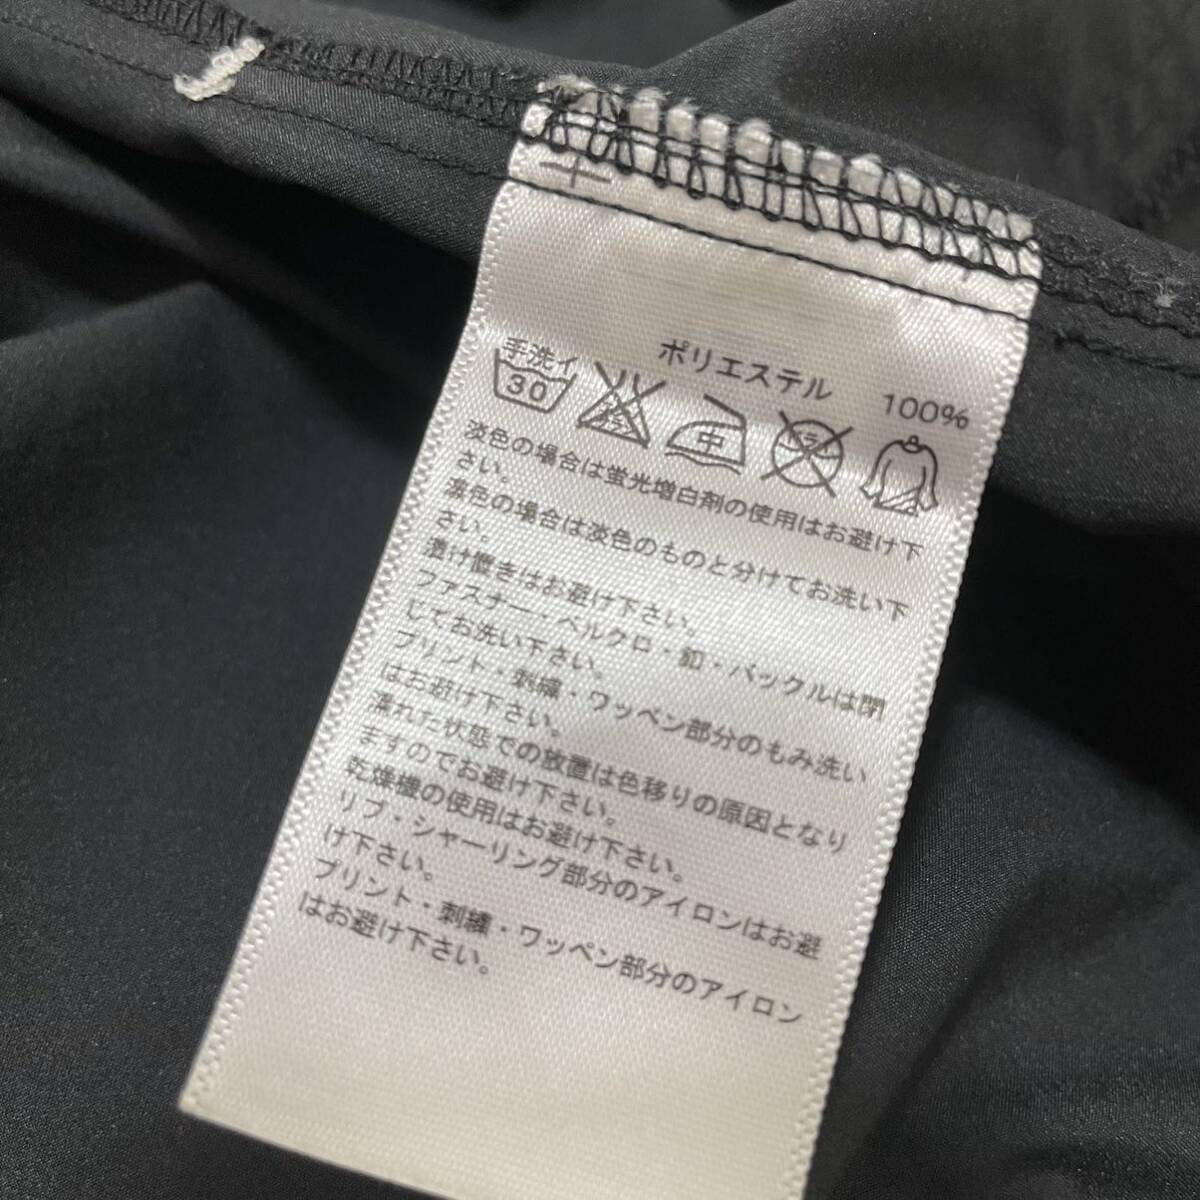 ポリエステル 100%
手洗イ
30
エンソ
中
ドライ
淡色の場合は蛍光増白剤の使用はお避け下
さい。
濃色の場合は淡色のものと分けてお洗い下
さい。
漬け置きはお避け下さい。
ファスナー・ベルクロ・釦・バックルは閉
じてお洗い下さい。
プリント・刺繍・ワッペン部分のもみ洗い
はお避け下さい。
濡れた状態での放置は色移りの原因となり
ますのでお避け下さい。
乾燥機の使用はお避け下さい。
リブ・シャーリング部分のアイロンはお避
け下さい。
プリント・刺繍・ワッペン部分のアイロン
はお避け下さい。